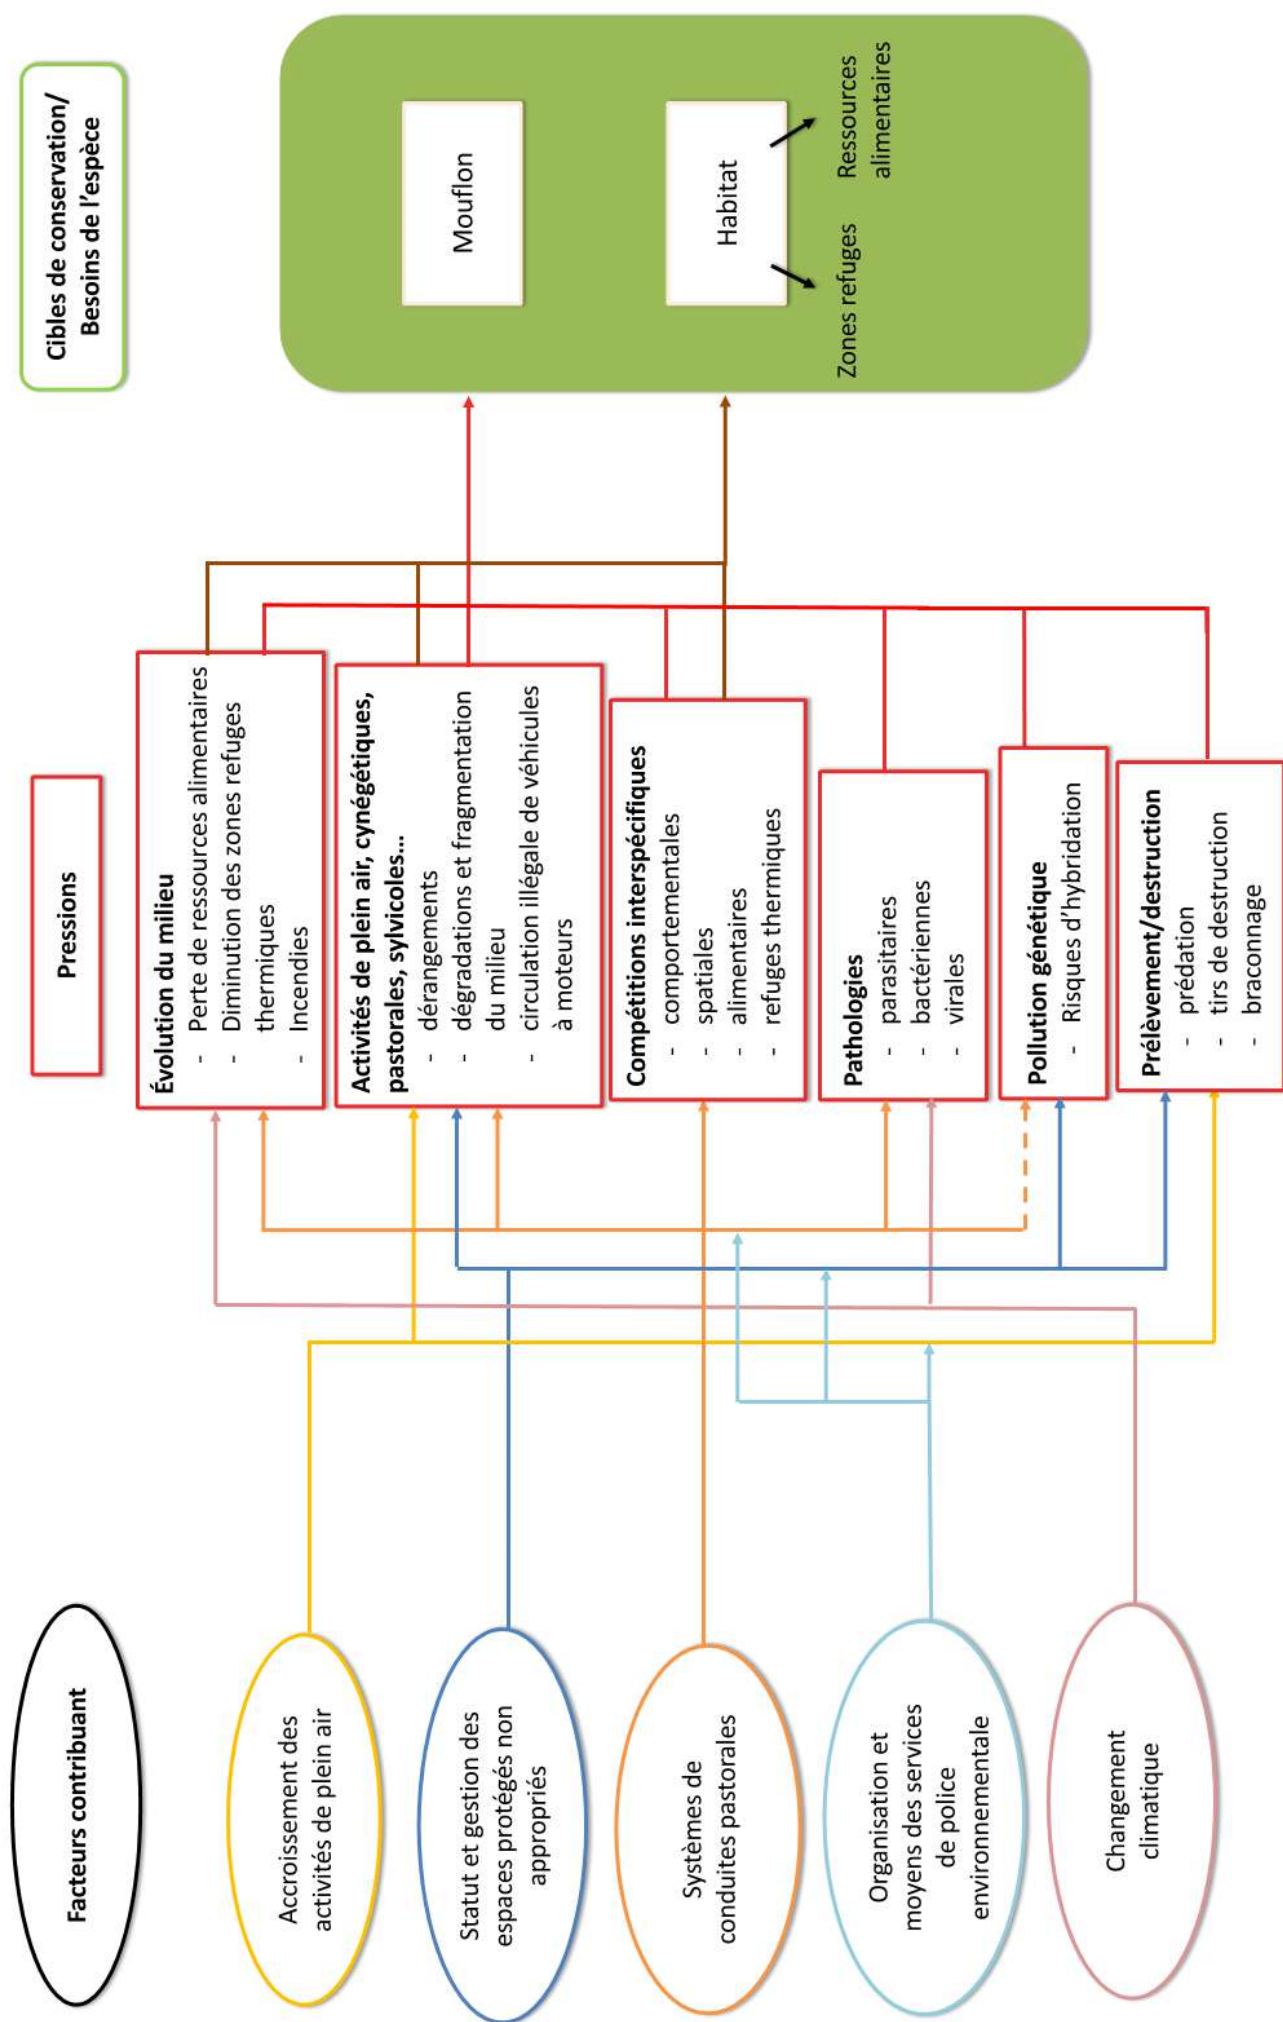 Facteurs contribuant
Accroissement des
activités de plein air
Statut et gestion des
espaces protégés non
appropriés
Systèmes de
conduites pastorales
Organisation et
moyens des services
de police
environnementale
Changement
climatique
Pressions
Évolution du milieu
- Perte de ressources alimentaires
- Diminution des zones refuges
thermiques
- Incendies
Activités de plein air, cynégétiques,
pastorales, sylvicoles...
- dérangements
- dégradations et fragmentation
du milieu
- circulation illégale de véhicules
à moteurs
Compétitions interspécifiques
- comportementales
- spatiales
- alimentaires
- refuges thermiques
Pathologies
- parasitaires
- bactériennes
- virales
Pollution génétique
- Risques d'hybridation
Prélèvement/destruction
- prédation
- tirs de destruction
- braconnage
Cibles de conservation/
Besoins de l'espèce
Mouflon
Habitat
Zones refuges
Ressources
alimentaires